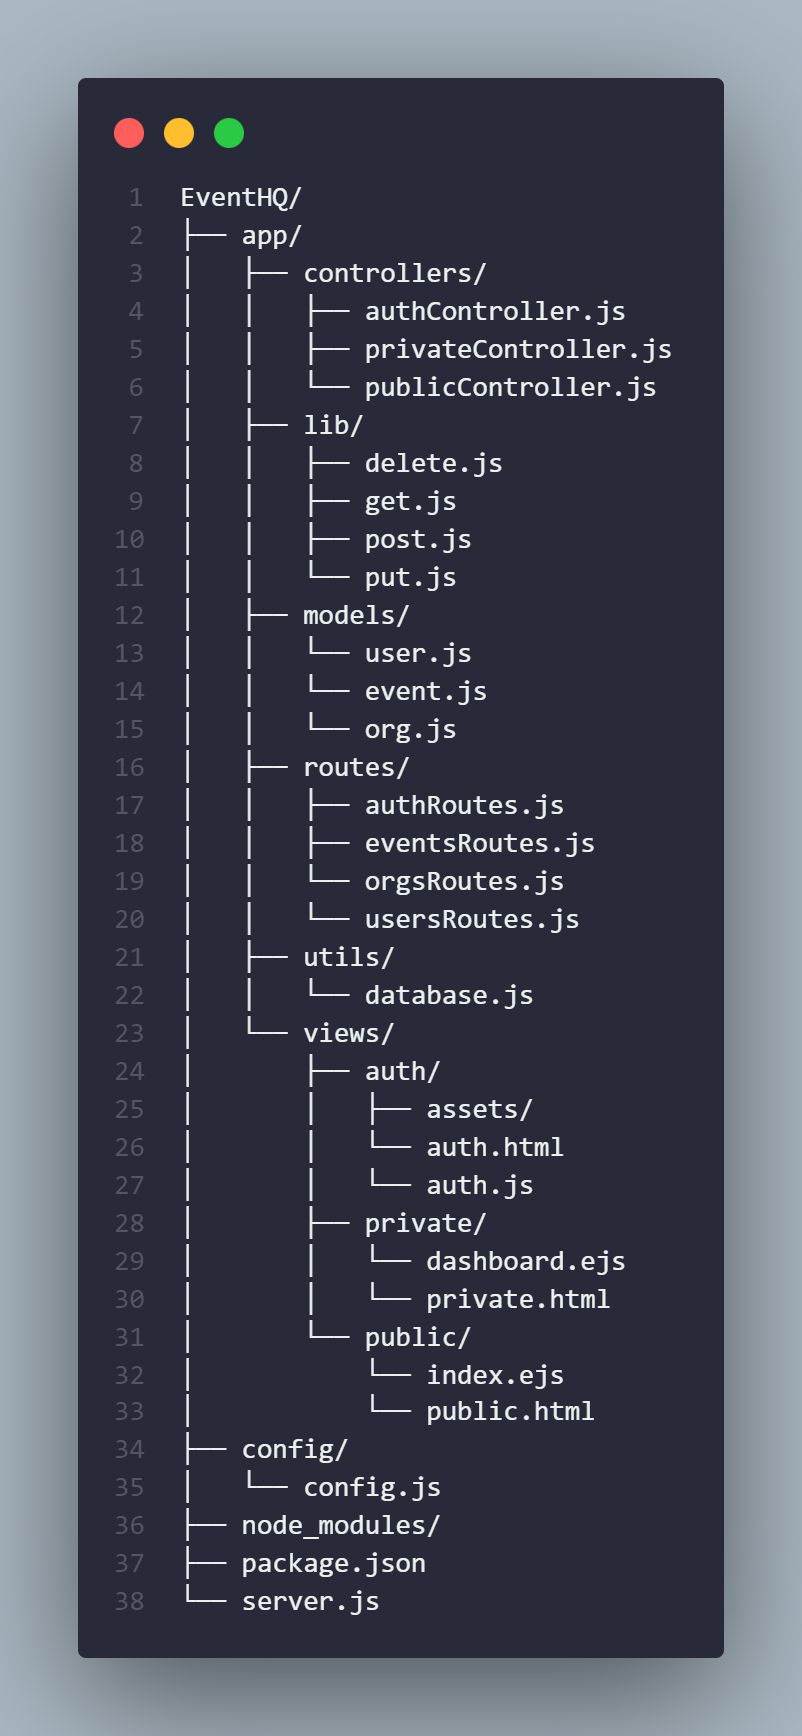 1 EventHQ/
2 ├── app/
3 │   ├── controllers/
4 │   │   ├── authController.js
5 │   │   ├── privateController.js
6 │   │   └── publicController.js
7 │   ├── lib/
8 │   │   ├── delete.js
9 │   │   ├── get.js
10 │   │   ├── post.js
11 │   │   └── put.js
12 │   ├── models/
13 │   │   └── user.js
14 │   │   └── event.js
15 │   │   └── org.js
16 │   ├── routes/
17 │   │   ├── authRoutes.js
18 │   │   ├── eventsRoutes.js
19 │   │   └── orgsRoutes.js
20 │   │   └── usersRoutes.js
21 │   ├── utils/
22 │   │   └── database.js
23 │   └── views/
24 │       ├── auth/
25 │       │   ├── assets/
26 │       │   └── auth.html
27 │       │   └── auth.js
28 │       ├── private/
29 │       │   └── dashboard.ejs
30 │       │   └── private.html
31 │       └── public/
32 │           └── index.ejs
33 │           └── public.html
34 ├── config/
35 │   └── config.js
36 ├── node_modules/
37 ├── package.json
38 └── server.js